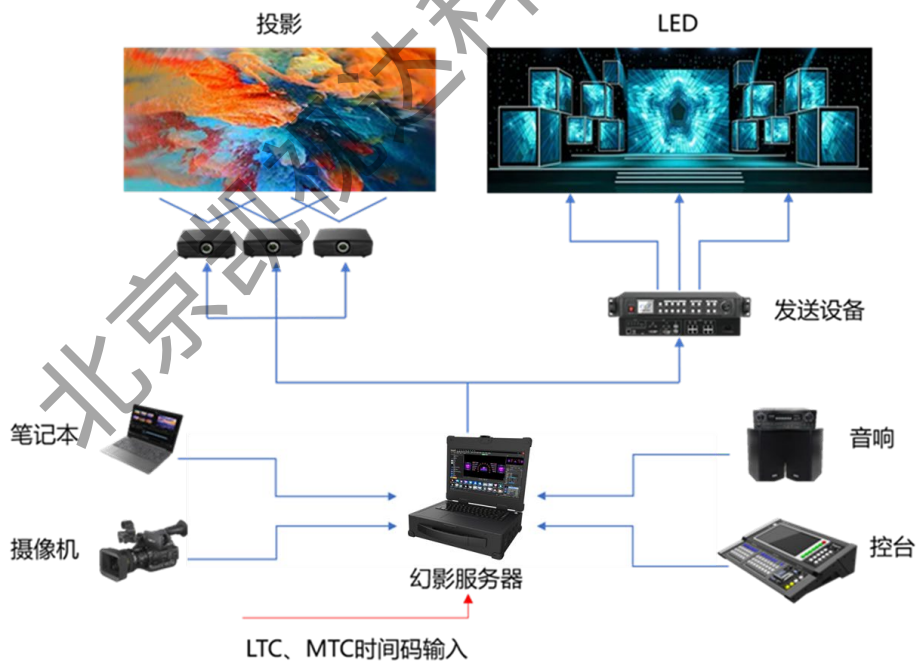 投影
LED
发送设备
笔记本
音响
摄像机
控台
幻影服务器
LTC、MTC时间码输入
北京凯